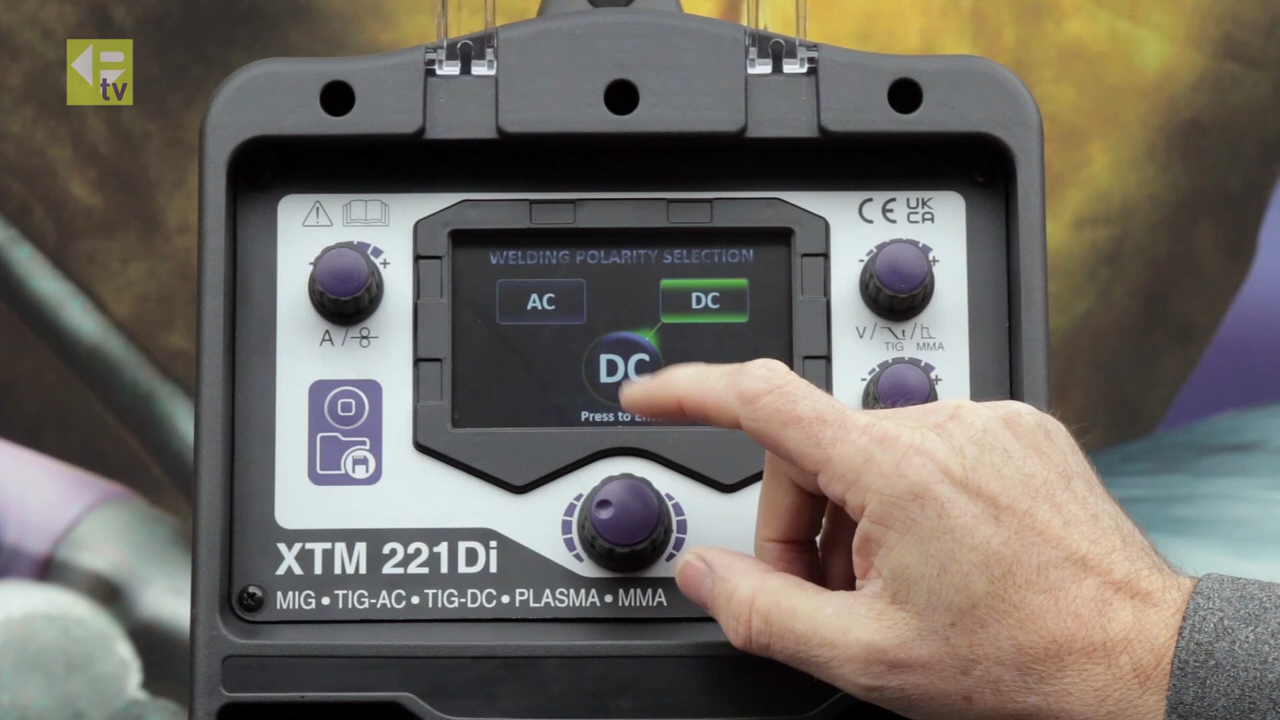 tv
CE UK CA
A /
V / / 
TIG MMA
WELDING POLARITY SELECTION
AC DC
DC
Press to
XTM 221Di
MIG • TIG-AC • TIG-DC • PLASMA • MMA